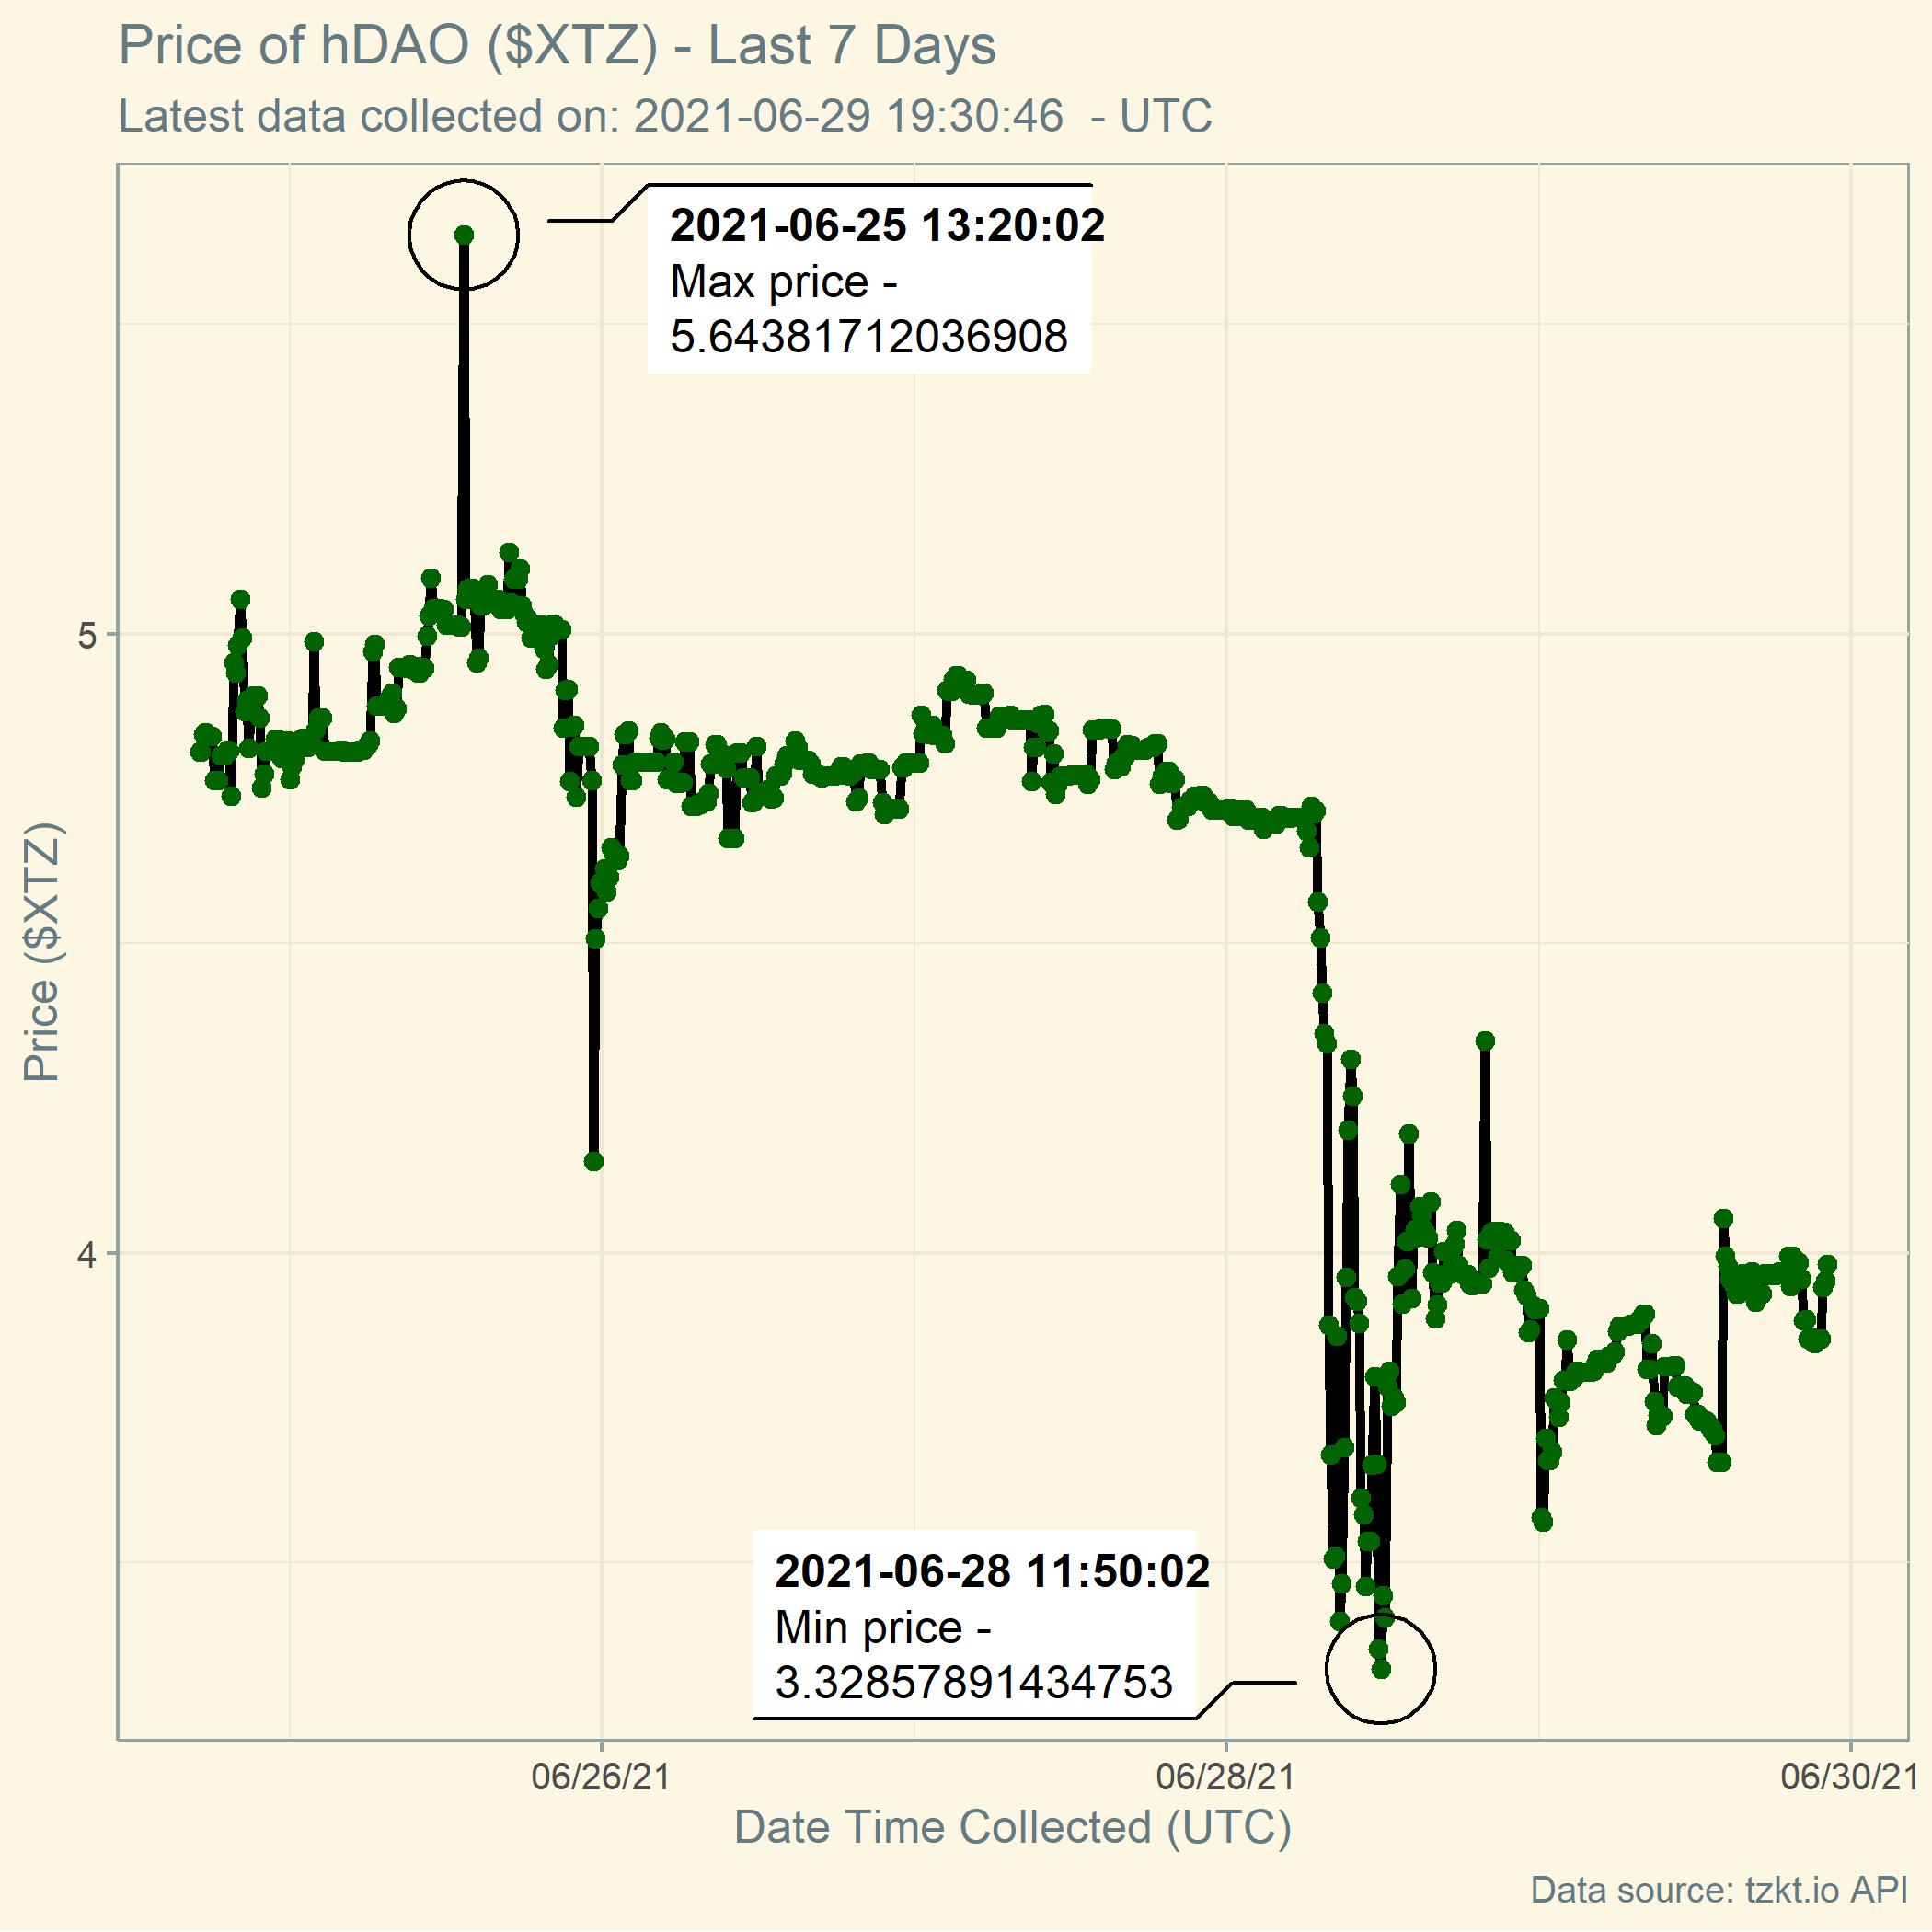 Price of hDAO ($XTZ) - Last 7 Days
Latest data collected on: 2021-06-29 19:30:46  - UTC
2021-06-25 13:20:02
Max price -
5.64381712036908
5
Price ($XTZ)
4
2021-06-28 11:50:02
Min price -
3.32857891434753
06/26/21
06/28/21
06/30/21
Date Time Collected (UTC)
Data source: tzkt.io API